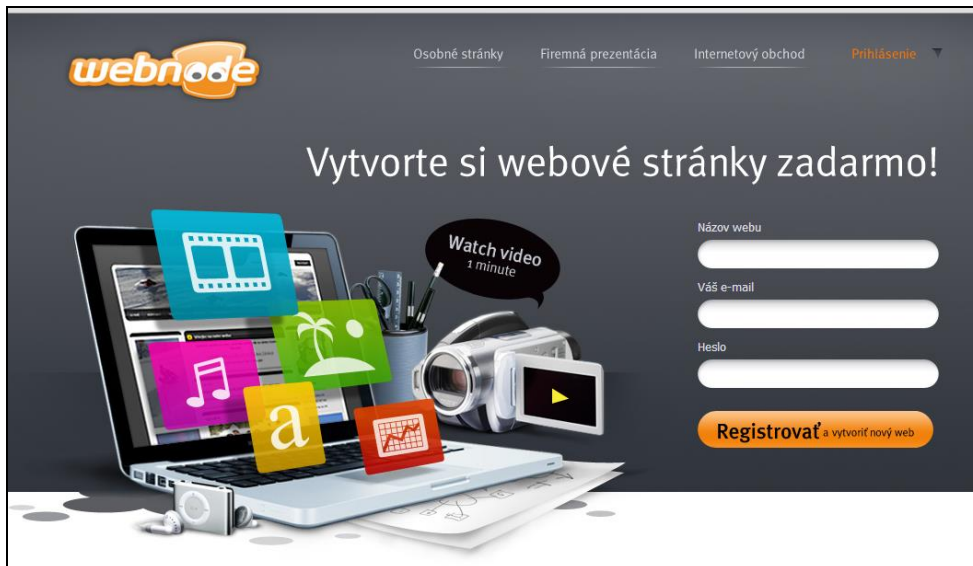 webnode
Osobné stránky Firemná prezentácia Internetový obchod Prihlásenie
Vytvorte si webové stránky zadarmo!
Watch video
1 minute
Názov webu
Váš e-mail
Heslo
a
Registrovať a vytvoriť nový web